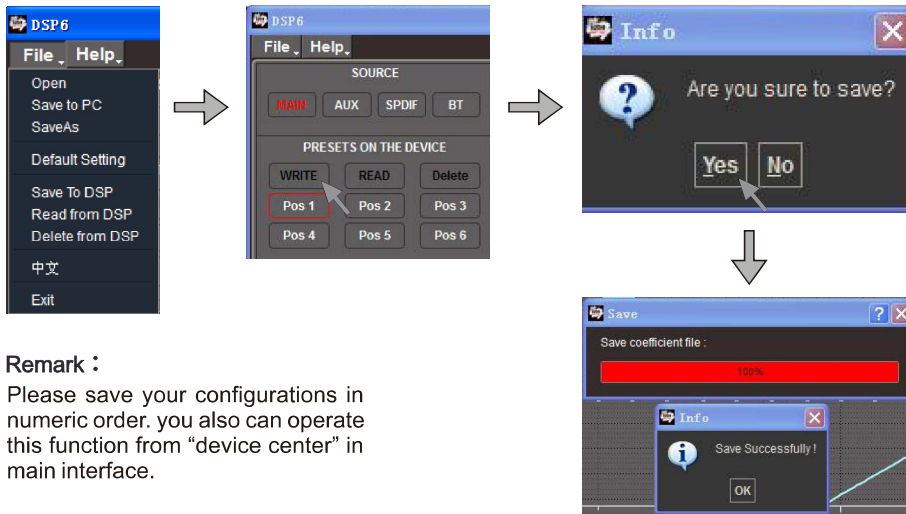 DSP6
File Help
Open
Save to PC
SaveAs
Default Setting
Save To DSP
Read from DSP
Delete from DSP
中文
Exit
DSP6
File Help
SOURCE
MAIN AUX SPDIF BT
PRESETS ON THE DEVICE
WRITE READ Delete
Pos 1 Pos 2 Pos 3
Pos 4 Pos 5 Pos 6
Info
Are you sure to save?
Yes No
Save
Save coefficient file :
100%
Info
Save Successfully !
OK
Remark：
Please save your configurations in
numeric order. you also can operate
this function from “device center” in
main interface.